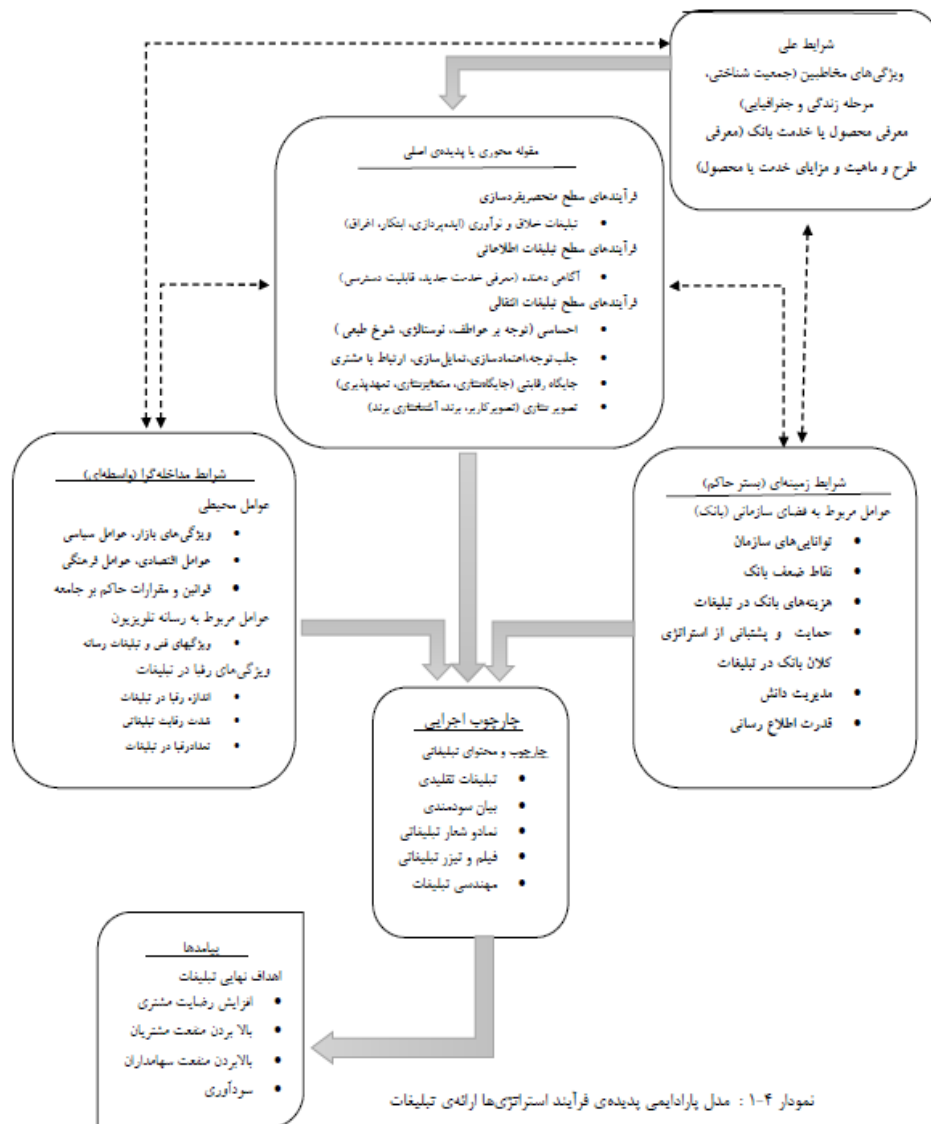 شرایط علی
ویژگی‌های مخاطبین (جمعیت شناختی،
مرحله زندگی و جغرافیایی)
معرفی محصول یا خدمت بانک (معرفی
طرح و ماهیت و مزایای خدمت یا محصول)
مقوله محوری یا پدیده‌ی اصلی
فرآیندهای سطح منحصربفردسازی
• تبلیغات خلاق و نوآوری (ایده‌پردازی، ابتکار، اغراق)
فرآیندهای سطح تبلیغات اطلاعاتی
• آگاهی دهنده (معرفی خدمت جدید، قابلیت دسترسی)
فرآیندهای سطح تبلیغات انتقالی
• احساسی (توجه بر عواطف، نوستالژی، شوخ طبعی )
• جلب‌توجه،اعتمادسازی،تمایل‌سازی، ارتباط با مشتری
• جایگاه رقابتی (جایگاه‌سازی، متمایزسازی، تعهدپذیری)
• تصویر سازی (تصویرکاربر، برند، آشناسازی برند)
شرایط مداخله‌گرا (واسطه‌ای)
عوامل محیطی
• ویژگی‌های بازار، عوامل سیاسی
• عوامل اقتصادی، عوامل فرهنگی
• قوانین و مقرارات حاکم بر جامعه
عوامل مربوط به رسانه تلویزیون
• ویژگیهای فنی و تبلیغات رسانه
ویژگی‌های رقبا در تبلیغات
• اندازه رقبا در تبلیغات
• شدت رقابت تبلیغاتی
• تعدادرقبا در تبلیغات
شرایط زمینه‌ای (بستر حاکم)
عوامل مربوط به فضای سازمانی (بانک)
• توانایی‌های سازمان
• نقاط ضعف بانک
• هزینه‌های بانک در تبلیغات
• حمایت و پشتبانی از استراتژی
کلان بانک در تبلیغات
• مدیریت دانش
• قدرت اطلاع رسانی
چارچوب اجرایی
چارچوب و محتوای تبلیغاتی
• تبلیغات تقلیدی
• بیان سودمندی
• نمادو شعار تبلیغاتی
• فیلم و تیزر تبلیغاتی
• مهندسی تبلیغات
پیامدها
اهداف نهایی تبلیغات
• افزایش رضایت مشتری
• بالا بردن منفعت مشتریان
• بالابردن منفعت سهامداران
• سودآوری
نمودار ۴-۱ : مدل پارادایمی پدیده‌ی فرآیند استراتژی‌ها ارائه‌ی تبلیغات